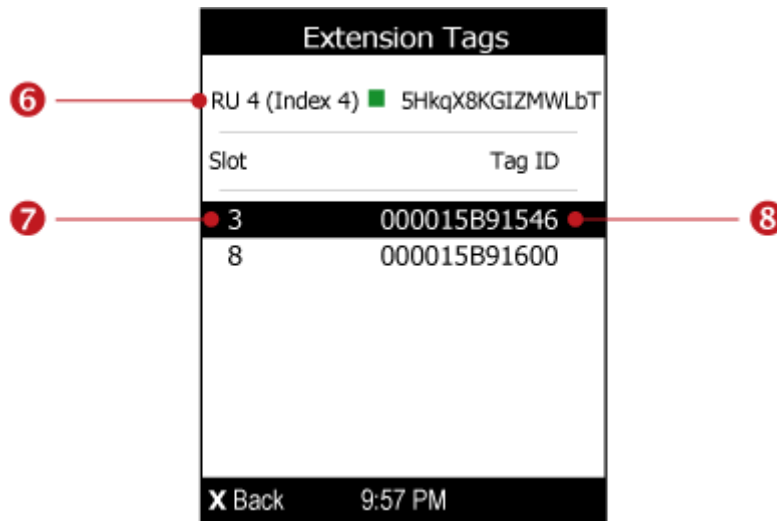 Extension Tags
6 RU 4 (Index 4) 5HkqX8KGIZMWLbT
Slot Tag ID
7 3 000015B91546 8
8 000015B91600
X Back 9:57 PM